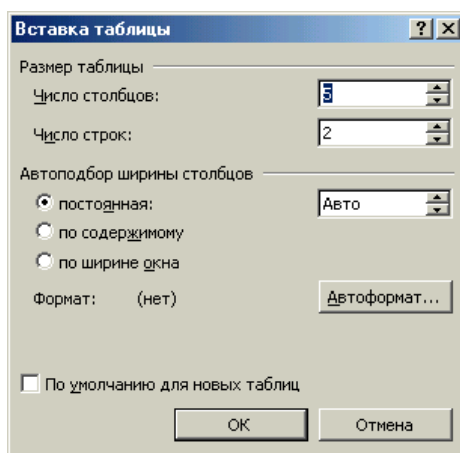 Вставка таблицы
Размер таблицы
Число столбцов: 5
Число строк: 2
Автоподбор ширины столбцов
постоянная: Авто
по содержимому
по ширине окна
Формат: (нет) Автоформат...
По умолчанию для новых таблиц
ОК Отмена